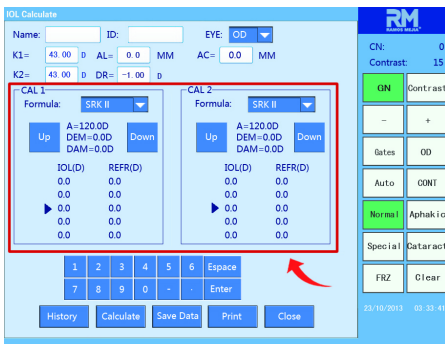 IOL Calculate
Name: ID: EYE: OD
K1= 43.00 D AL= 0.0 MM AC= 0.0 MM
K2= 43.00 D DR= -1.00 D
CAL 1
Formula: SRK II
Up A=120.0D Down
DEM=0.0D
DAM=0.0D
IOL(D) REFR(D)
0.0 0.0
0.0 0.0
0.0 0.0
0.0 0.0
0.0 0.0
CAL 2
Formula: SRK II
Up A=120.0D Down
DEM=0.0D
DAM=0.0D
IOL(D) REFR(D)
0.0 0.0
0.0 0.0
0.0 0.0
0.0 0.0
0.0 0.0
1 2 3 4 5 6 Espace
7 8 9 0 - . Enter
History Calculate Save Data Print Close
RM
RAMOS MEJIA
CN: 0
Contrast: 15
GN Contrast
- +
Gates OD
Auto CONT
Normal Aphakic
Special Cataract
FRZ Clear
23/10/2013 03:33:41